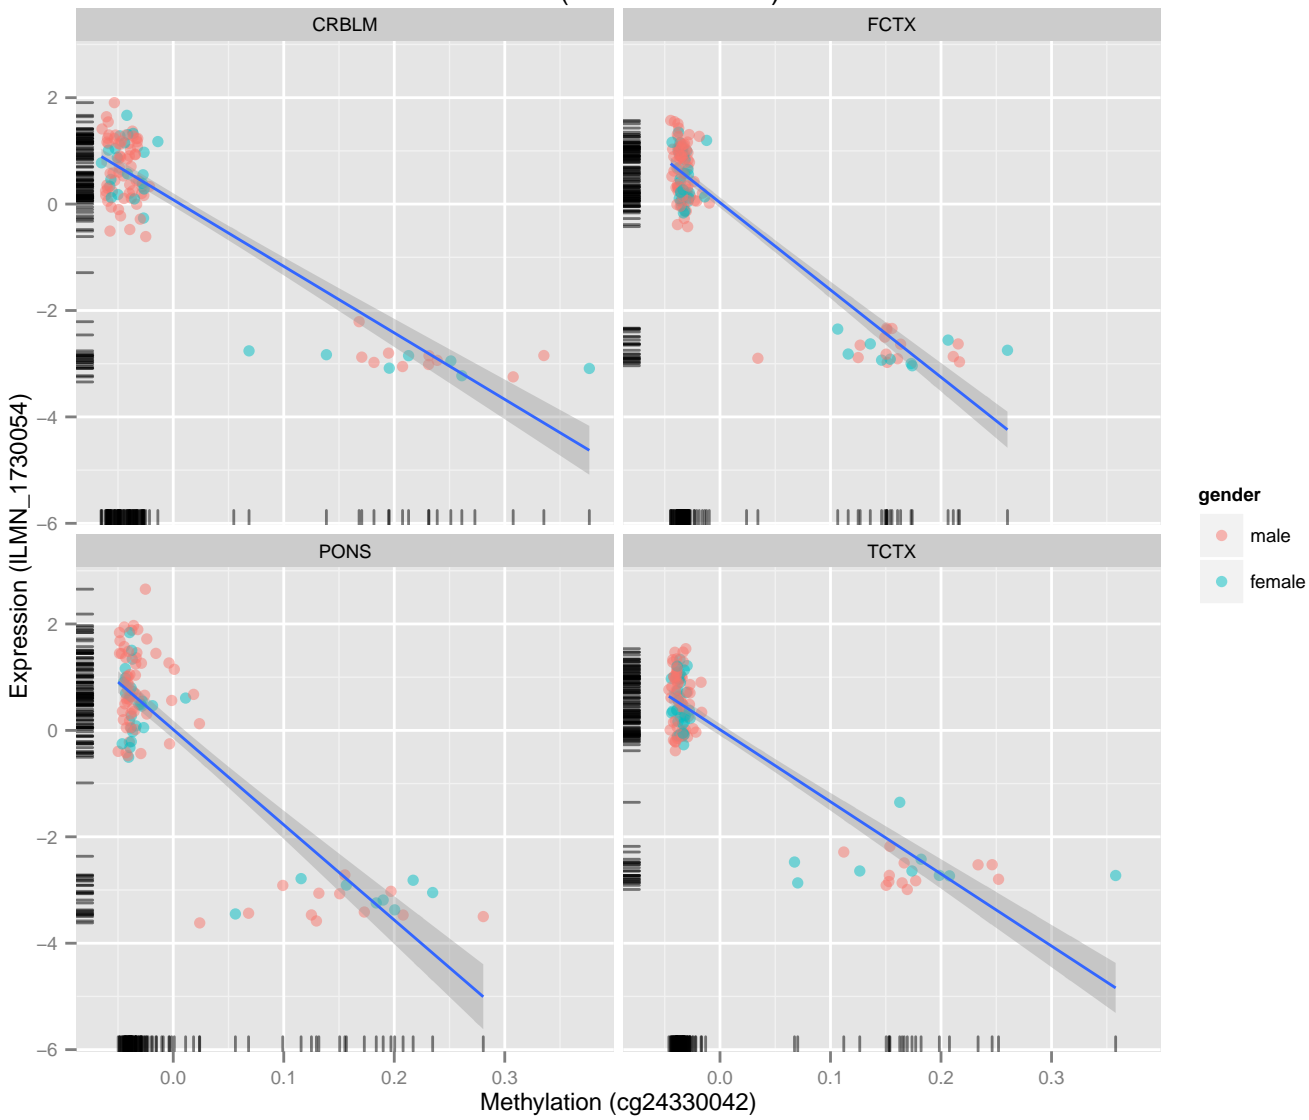 CRBLM
FCTX
2
0
−2
−4
−6
PONS
TCTX
2
0
−2
−4
−6
0.0 0.1 0.2 0.3
0.0 0.1 0.2 0.3
Expression (ILMN_1730054)
Methylation (cg24330042)
gender
male
female